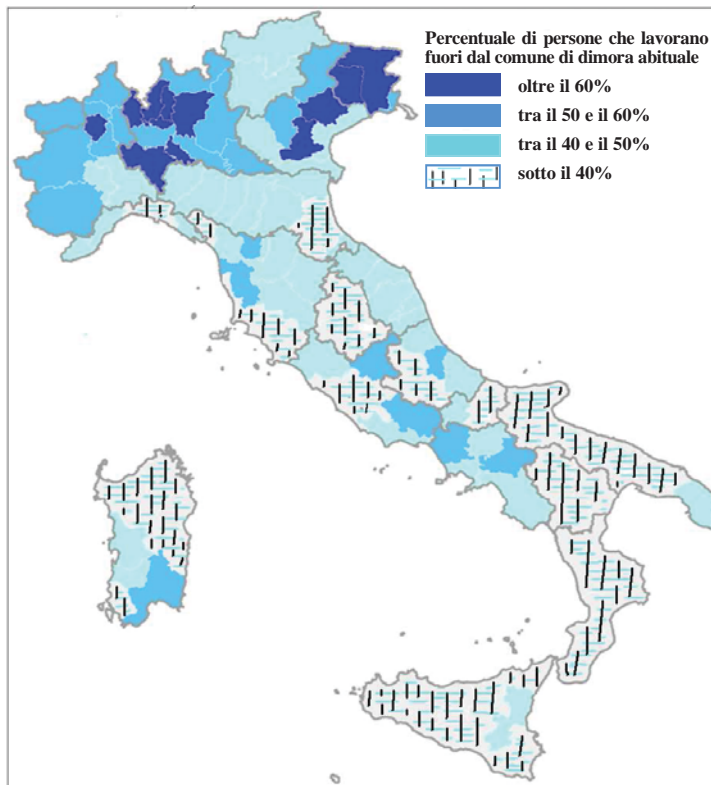 Percentuale di persone che lavorano
fuori dal comune di dimora abituale
oltre il 60%
tra il 50 e il 60%
tra il 40 e il 50%
sotto il 40%